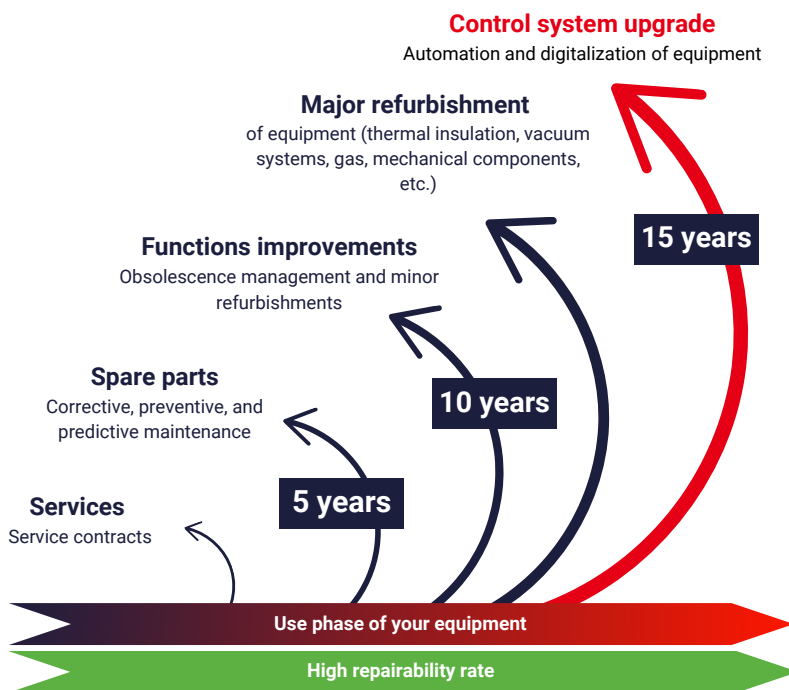 Control system upgrade
Automation and digitalization of equipment
Major refurbishment
of equipment (thermal insulation, vacuum
systems, gas, mechanical components,
etc.)
15 years
Functions improvements
Obsolescence management and minor
refurbishments
Spare parts
Corrective, preventive, and
predictive maintenance
10 years
5 years
Services
Service contracts
Use phase of your equipment
High repairability rate